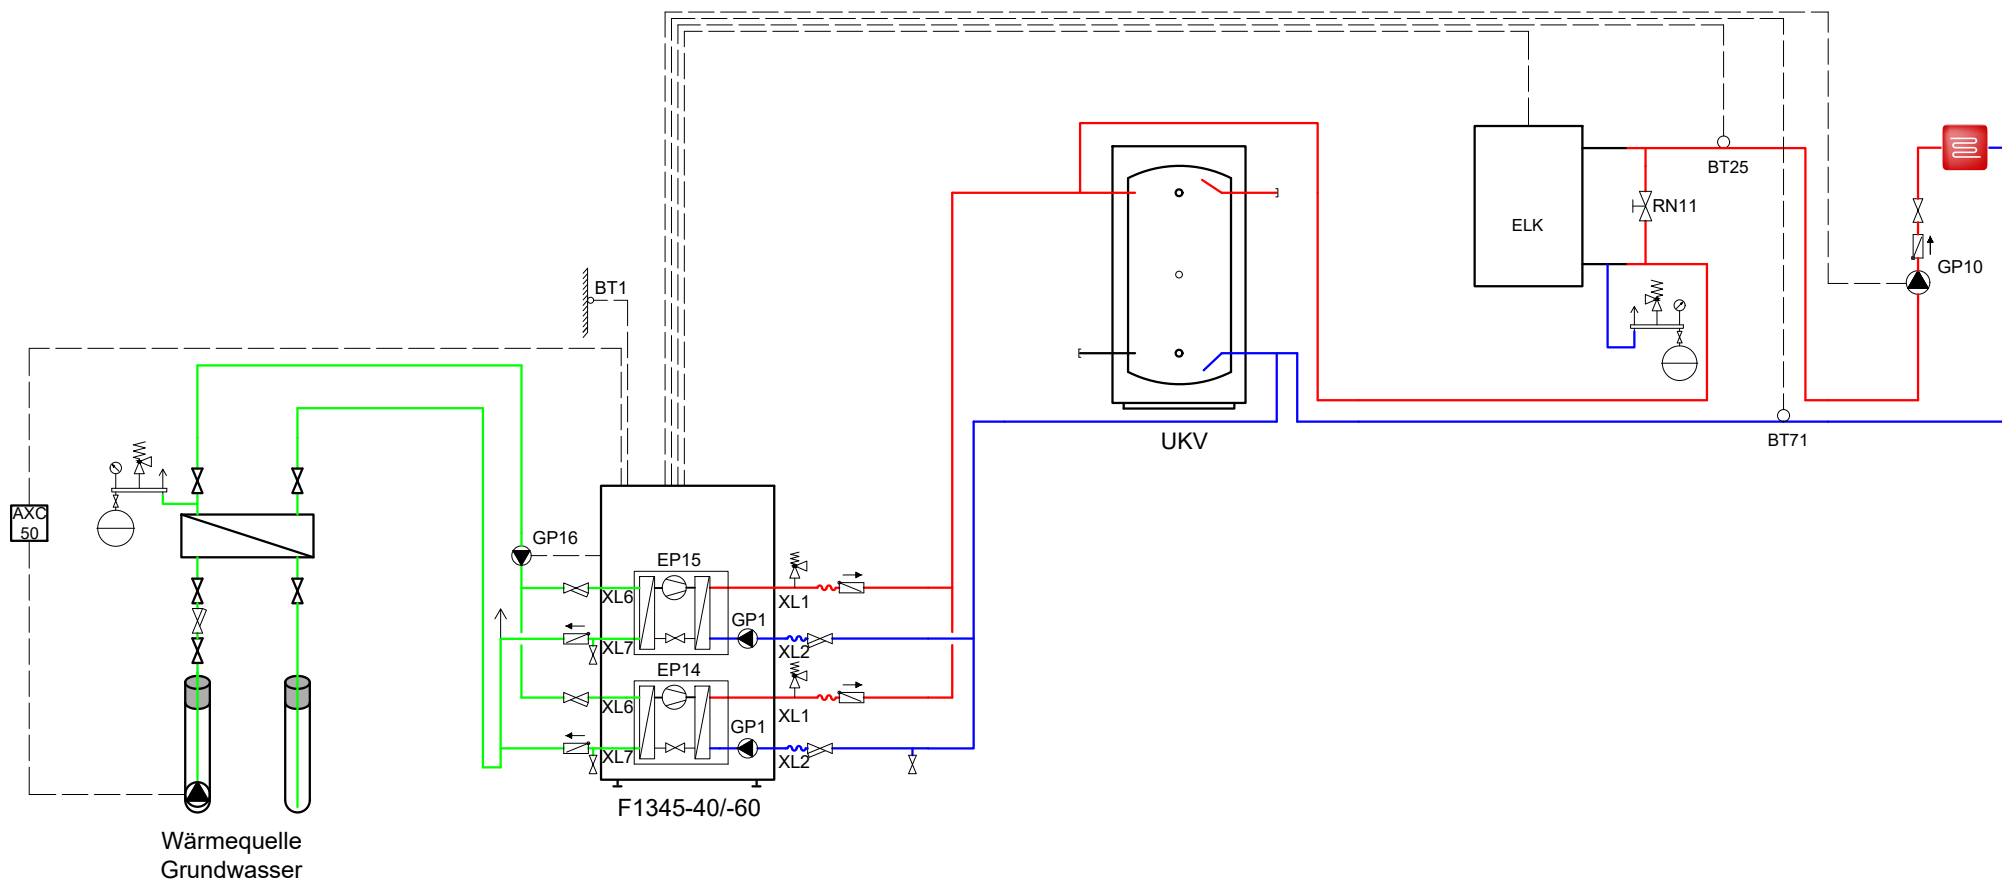 BT25
RN11
ELK
GP10
BT1
UKV
BT71
AXC
50
GP16
EP15
XL6
XL1
GP1
XL7
XL2
EP14
XL6
XL1
GP1
XL7
XL2
F1345-40/-60
Wärmequelle
Grundwasser